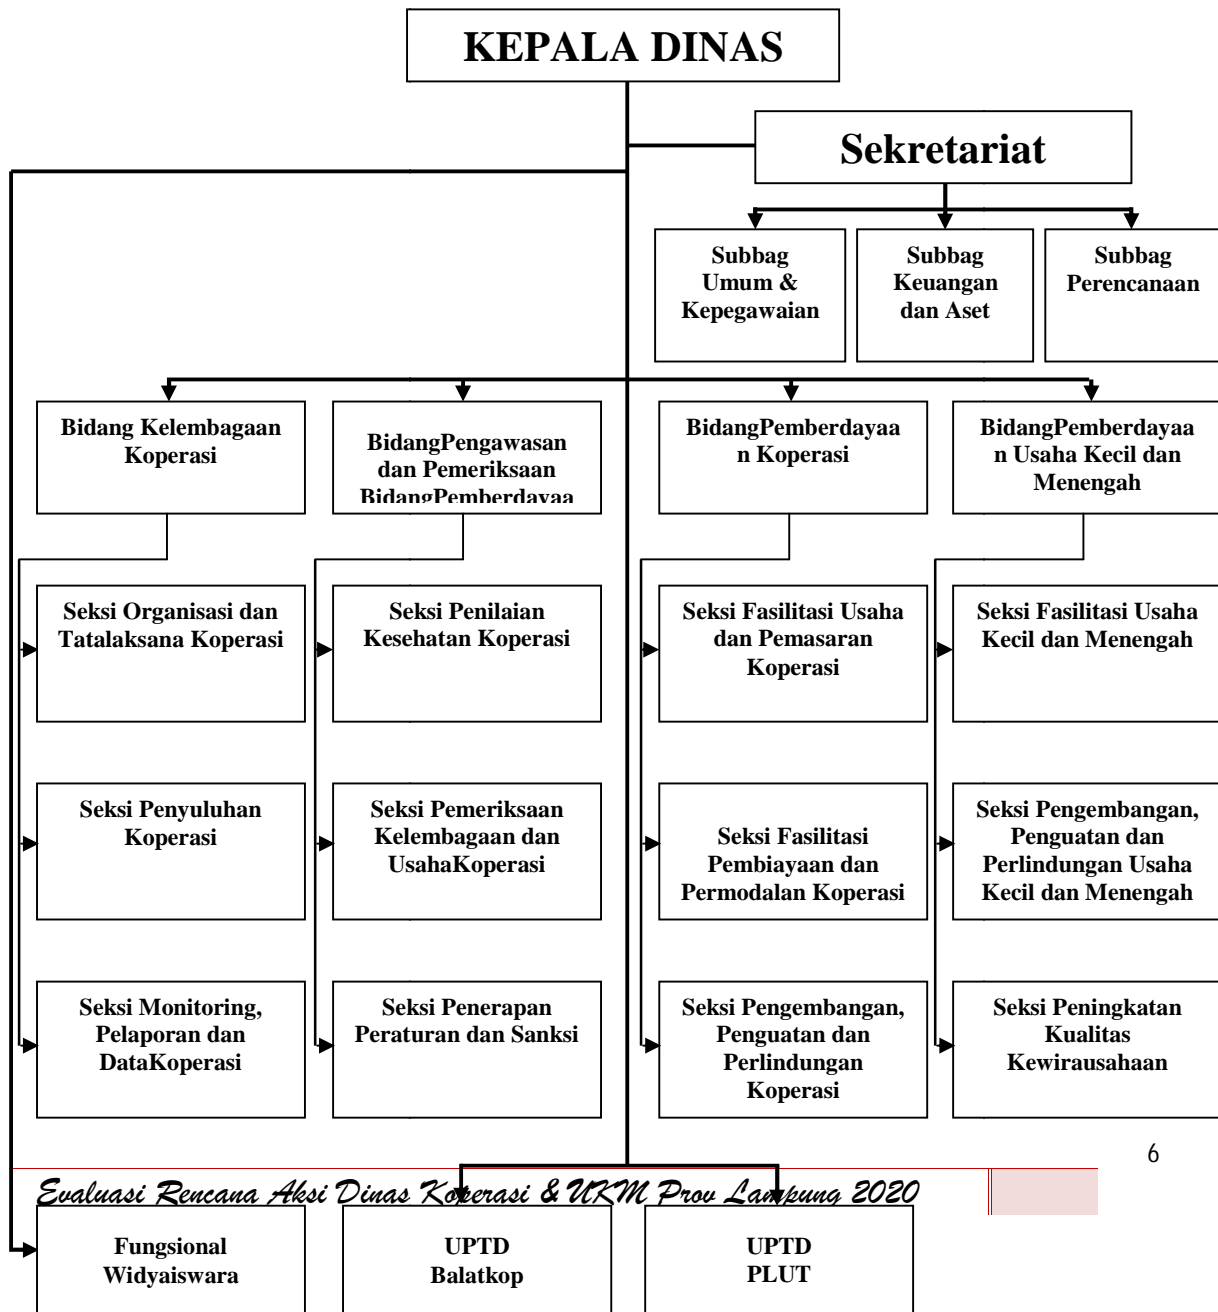 KEPALA DINAS
Sekretariat
Subbag
Umum &
Kepegawaian
Subbag
Keuangan
dan Aset
Subbag
Perencanaan
Bidang Kelembagaan
Koperasi
BidangPengawasan
dan Pemeriksaan
BidangPemberdayaa
BidangPemberdayaa
n Koperasi
BidangPemberdayaa
n Usaha Kecil dan
Menengah
Seksi Organisasi dan
Tatalaksana Koperasi
Seksi Penilaian
Kesehatan Koperasi
Seksi Fasilitasi Usaha
dan Pemasaran
Koperasi
Seksi Fasilitasi Usaha
Kecil dan Menengah
Seksi Penyuluhan
Koperasi
Seksi Pemeriksaan
Kelembagaan dan
UsahaKoperasi
Seksi Fasilitasi
Pembiayaan dan
Permodalan Koperasi
Seksi Pengembangan,
Penguatan dan
Perlindungan Usaha
Kecil dan Menengah
Seksi Monitoring,
Pelaporan dan
DataKoperasi
Seksi Penerapan
Peraturan dan Sanksi
Seksi Pengembangan,
Penguatan dan
Perlindungan
Koperasi
Seksi Peningkatan
Kualitas
Kewirausahaan
6
Evaluasi Rencana Aksi Dinas Koperasi & UKM Prov Lampung 2020
Fungsional
Widyaiswara
UPTD
Balatkop
UPTD
PLUT